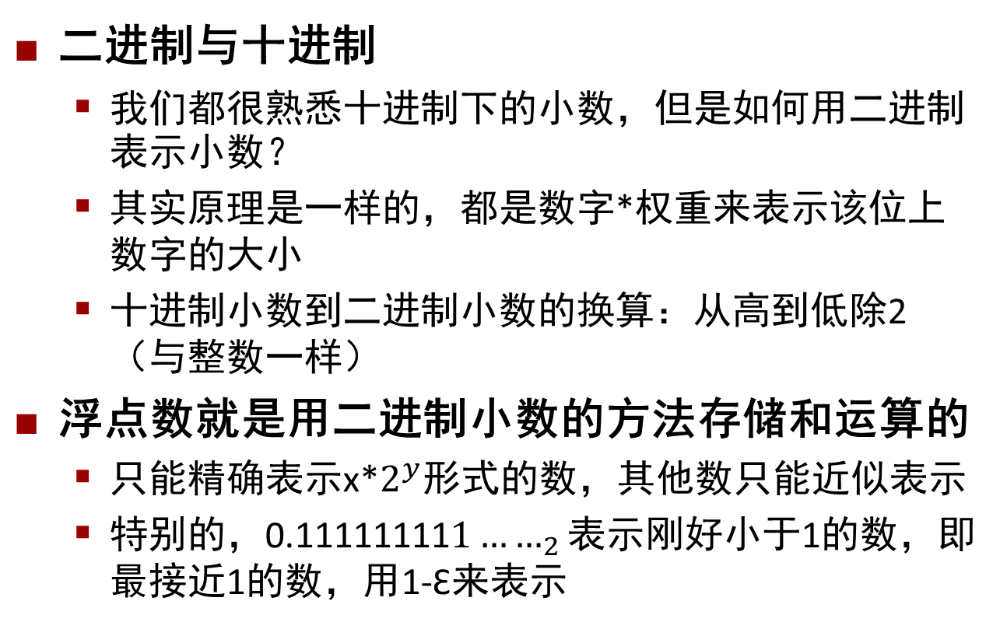 二进制与十进制
我们都很熟悉十进制下的小数，但是如何用二进制
表示小数？
其实原理是一样的，都是数字*权重来表示该位上
数字的大小
十进制小数到二进制小数的换算：从高到低除2
（与整数一样）
浮点数就是用二进制小数的方法存储和运算的
只能精确表示x*2^y形式的数，其他数只能近似表示
特别的，0.1111111111 … …₂ 表示刚好小于1的数，即
最接近1的数，用1-Ɛ来表示